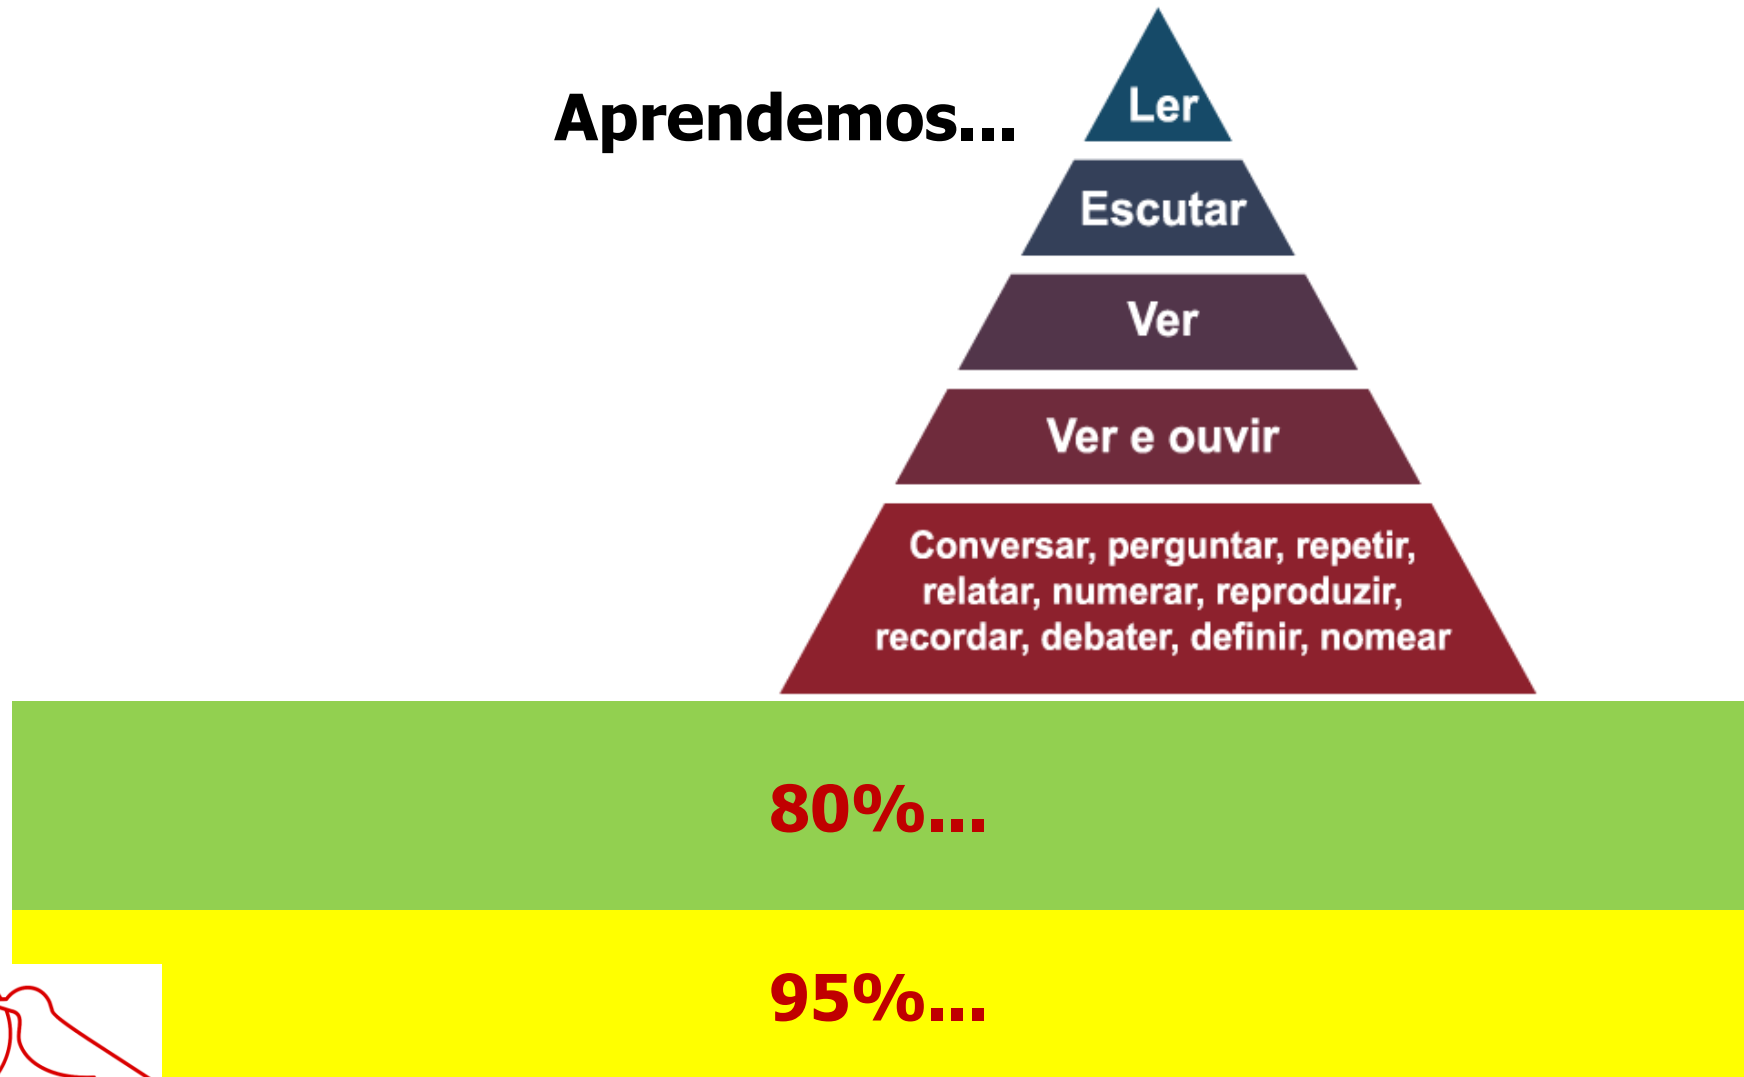 Aprendemos...
Ler
Escutar
Ver
Ver e ouvir
Conversar, perguntar, repetir,
relatar, numerar, reproduzir,
recordar, debater, definir, nomear
80%...
95%...